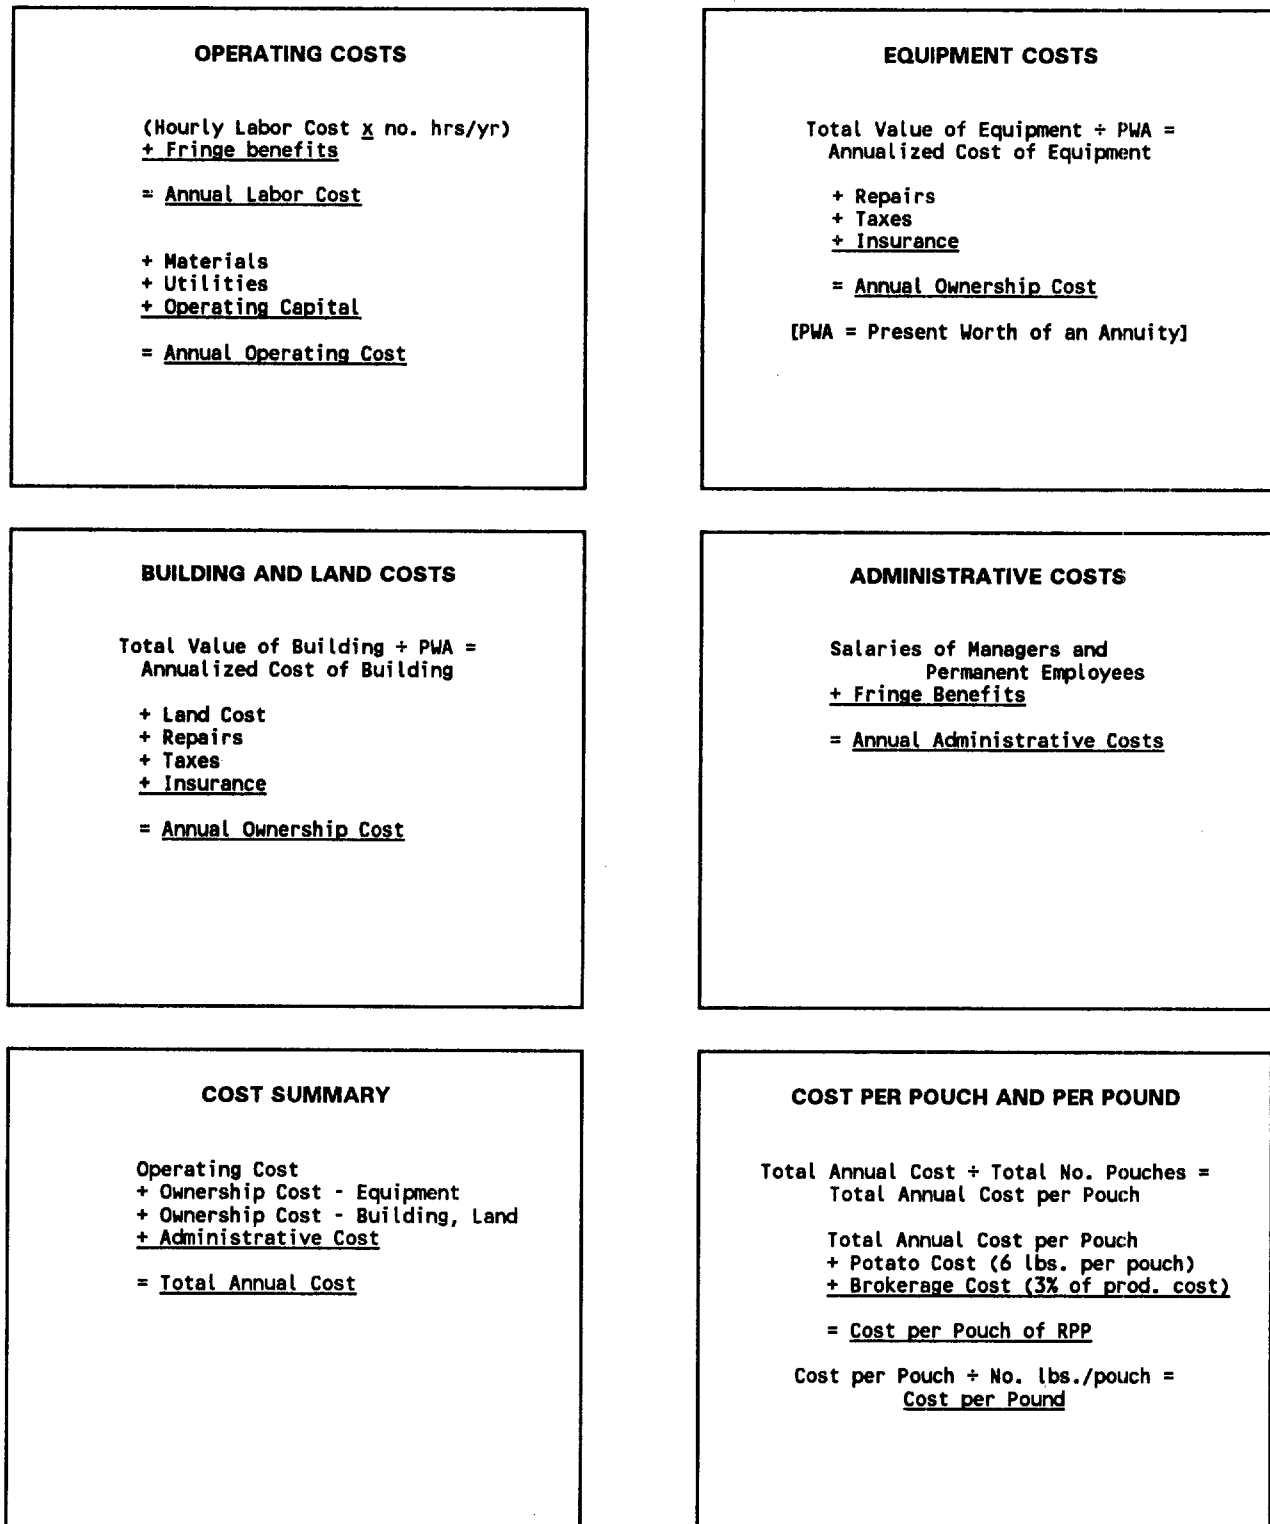 OPERATING COSTS
(Hourly Labor Cost x no. hrs/yr)
+ Fringe benefits
= Annual Labor Cost
+ Materials
+ Utilities
+ Operating Capital
= Annual Operating Cost
EQUIPMENT COSTS
Total Value of Equipment ÷ PWA =
Annualized Cost of Equipment
+ Repairs
+ Taxes
+ Insurance
= Annual Ownership Cost
[PWA = Present Worth of an Annuity]
BUILDING AND LAND COSTS
Total Value of Building ÷ PWA =
Annualized Cost of Building
+ Land Cost
+ Repairs
+ Taxes
+ Insurance
= Annual Ownership Cost
ADMINISTRATIVE COSTS
Salaries of Managers and
Permanent Employees
+ Fringe Benefits
= Annual Administrative Costs
COST SUMMARY
Operating Cost
+ Ownership Cost - Equipment
+ Ownership Cost - Building, Land
+ Administrative Cost
= Total Annual Cost
COST PER POUCH AND PER POUND
Total Annual Cost ÷ Total No. Pouches =
Total Annual Cost per Pouch
Total Annual Cost per Pouch
+ Potato Cost (6 lbs. per pouch)
+ Brokerage Cost (3% of prod. cost)
= Cost per Pouch of RPP
Cost per Pouch ÷ No. lbs./pouch =
Cost per Pound